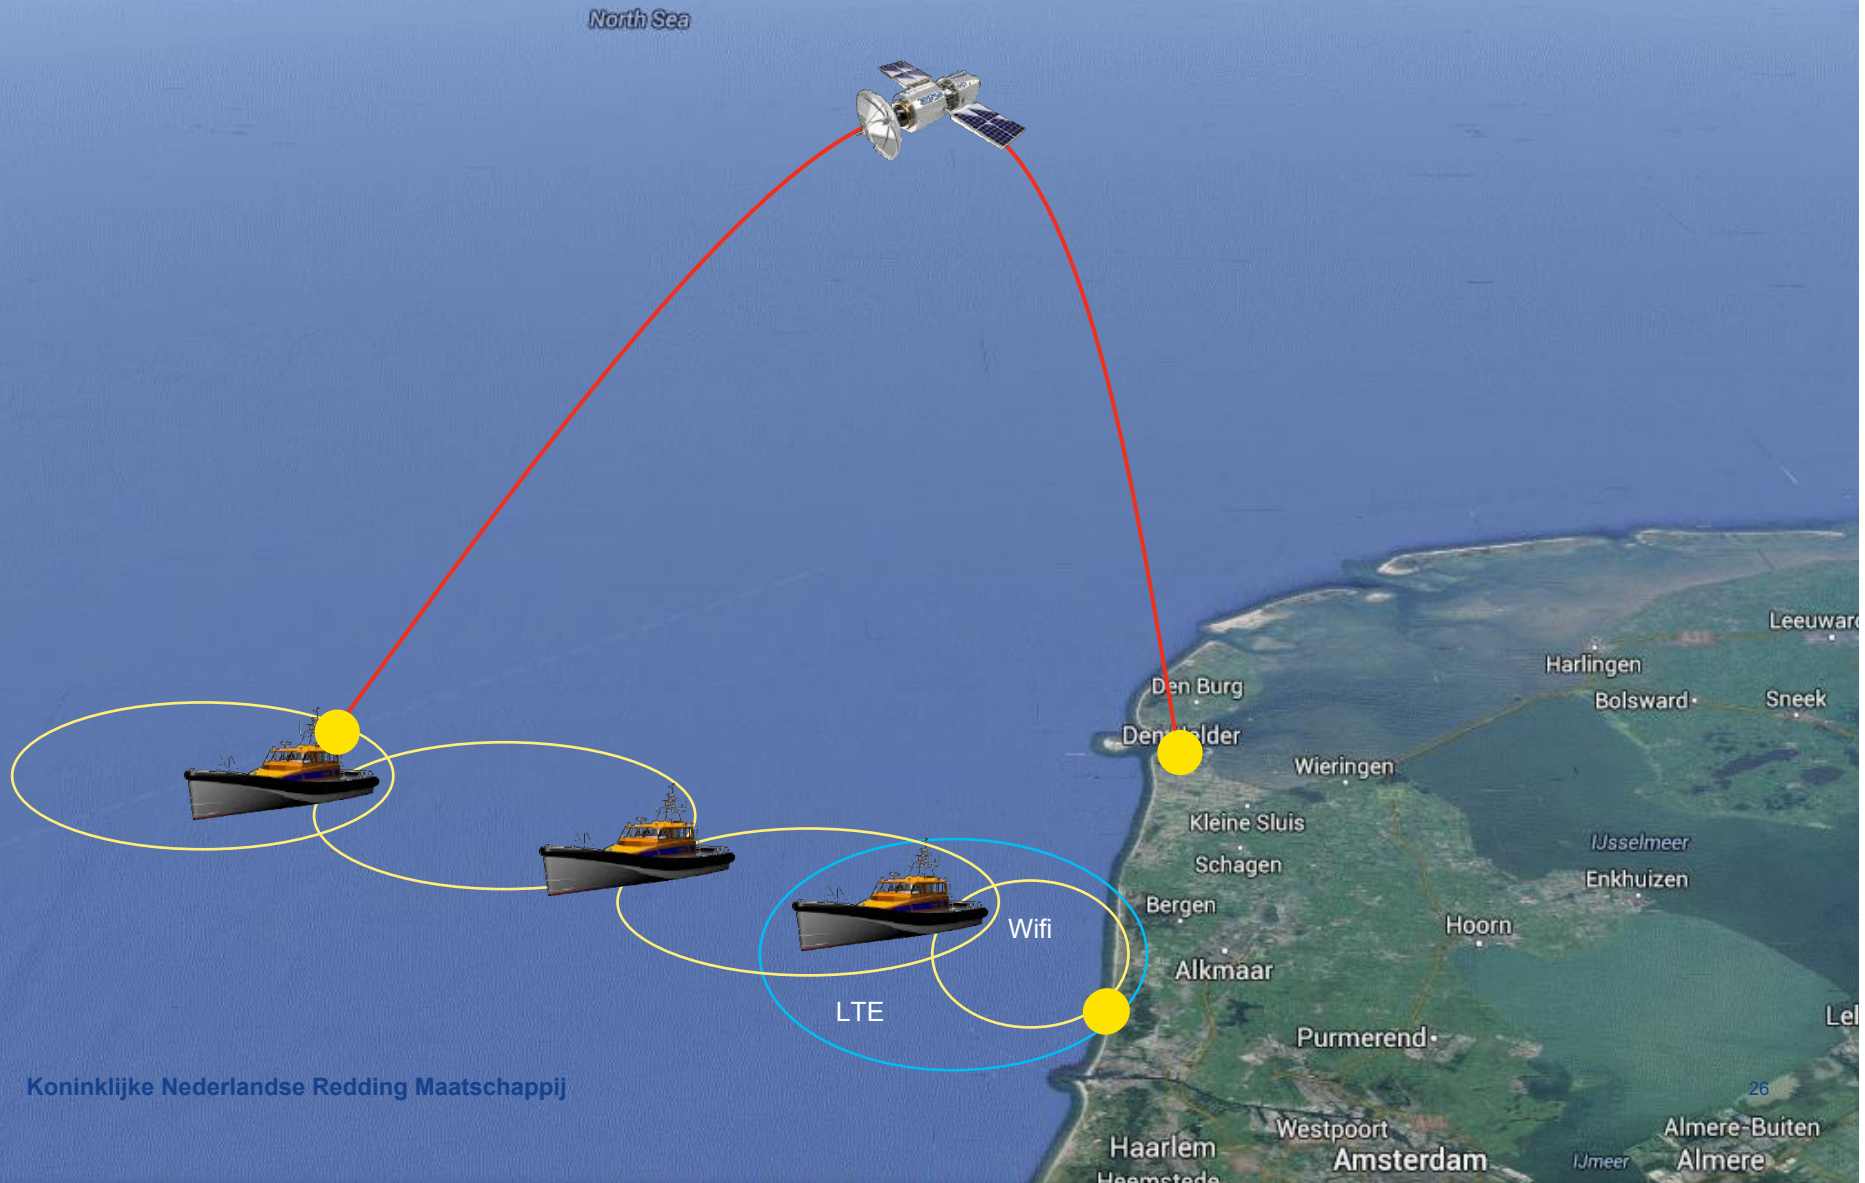 North Sea
Leeuward
Harlingen
Den Burg
Bolsward
Sneek
Wieringen
Kleine Sluis
IJsselmeer
Schagen
Enkhuizen
Bergen
Hoorn
Wifi
Alkmaar
LTE
Lel
Purmerend
Koninklijke Nederlandse Redding Maatschappij
26
Westpoort
Almere-Buiten
Haarlem
Amsterdam
IJmeer
Almere
Heemstede